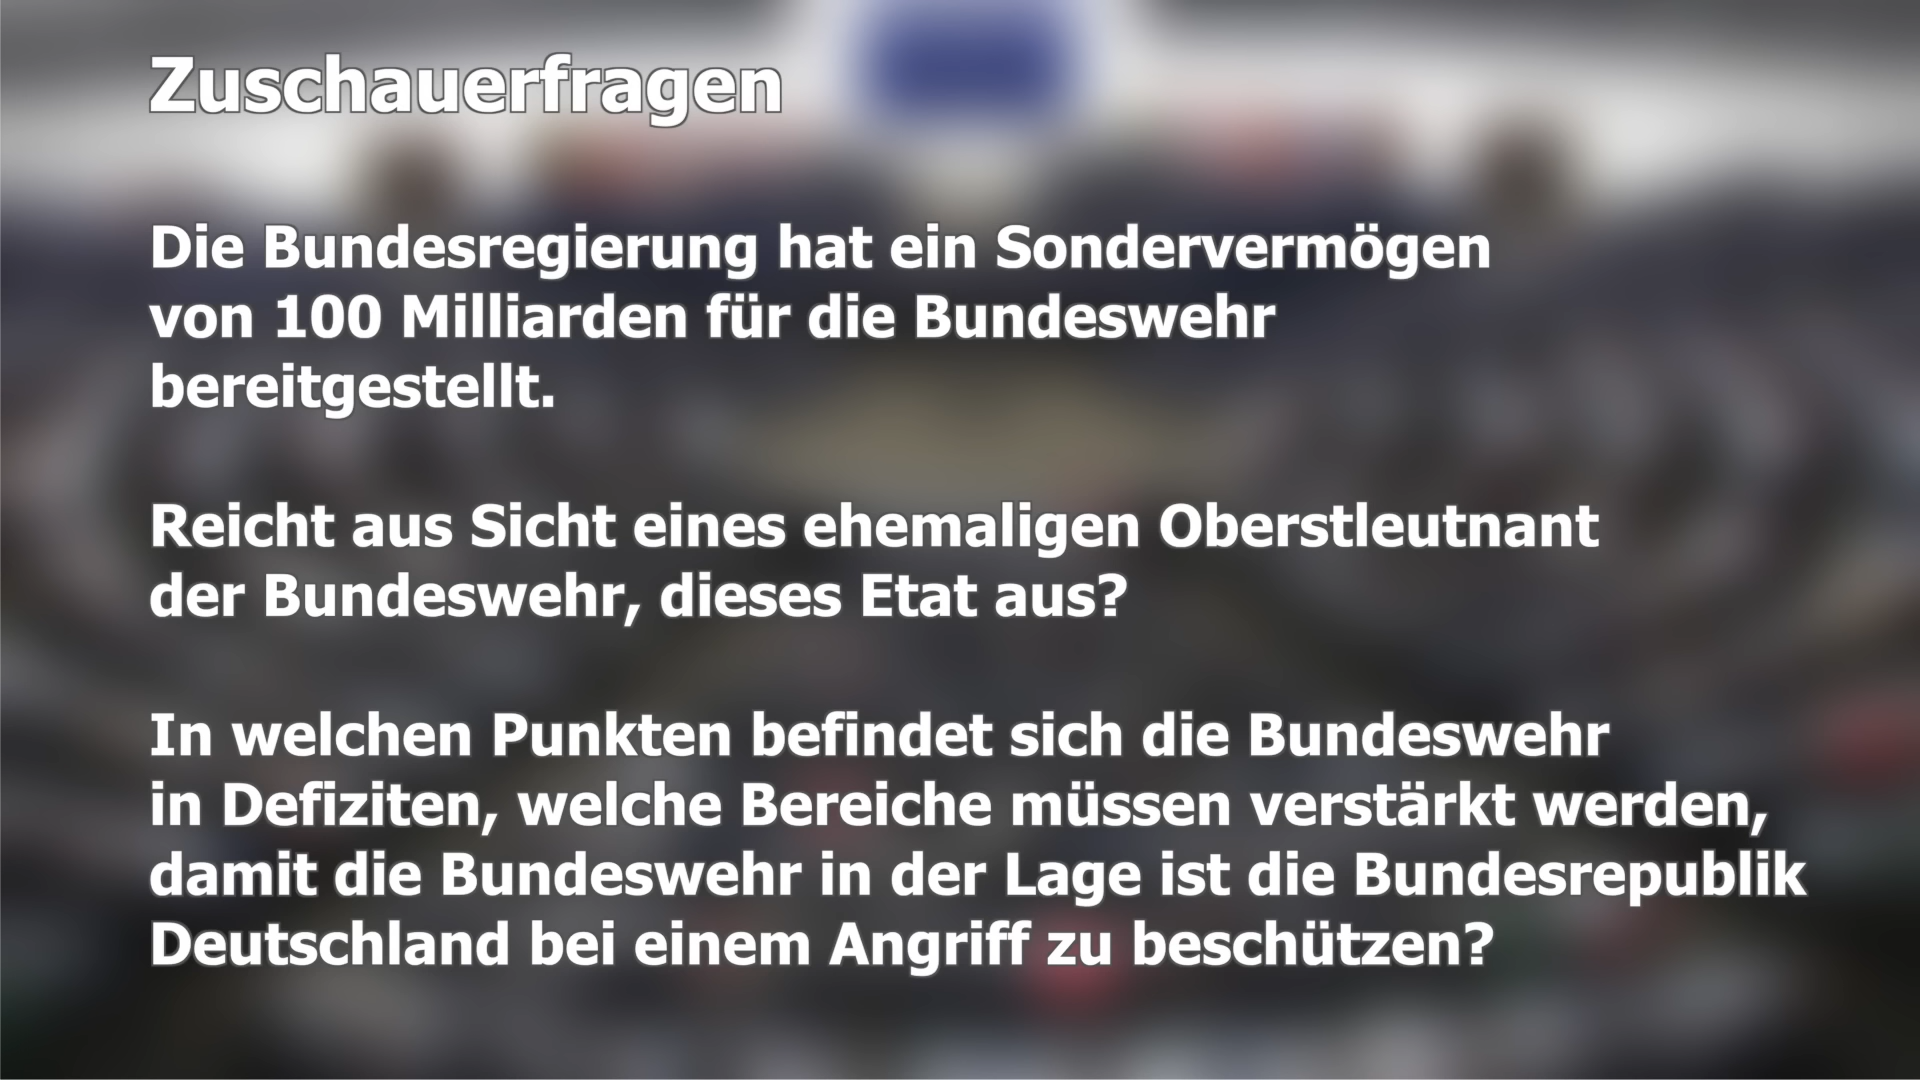 Zuschauerfragen
Die Bundesregierung hat ein Sondervermögen
von 100 Milliarden für die Bundeswehr
bereitgestellt.
Reicht aus Sicht eines ehemaligen Oberstleutnant
der Bundeswehr, dieses Etat aus?
In welchen Punkten befindet sich die Bundeswehr
in Defiziten, welche Bereiche müssen verstärkt werden,
damit die Bundeswehr in der Lage ist die Bundesrepublik
Deutschland bei einem Angriff zu beschützen?